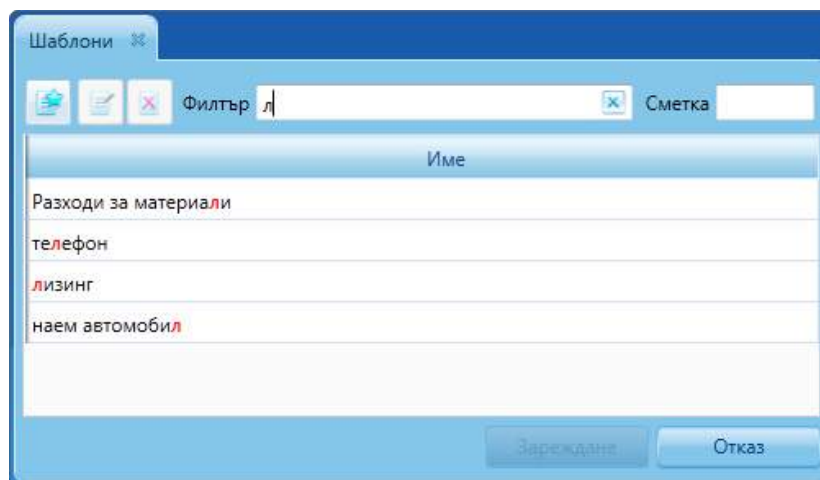 Шаблони
Филтър л Сметка
Име
Разходи за материали
телефон
лизинг
наем автомобил
Зареждане Отказ